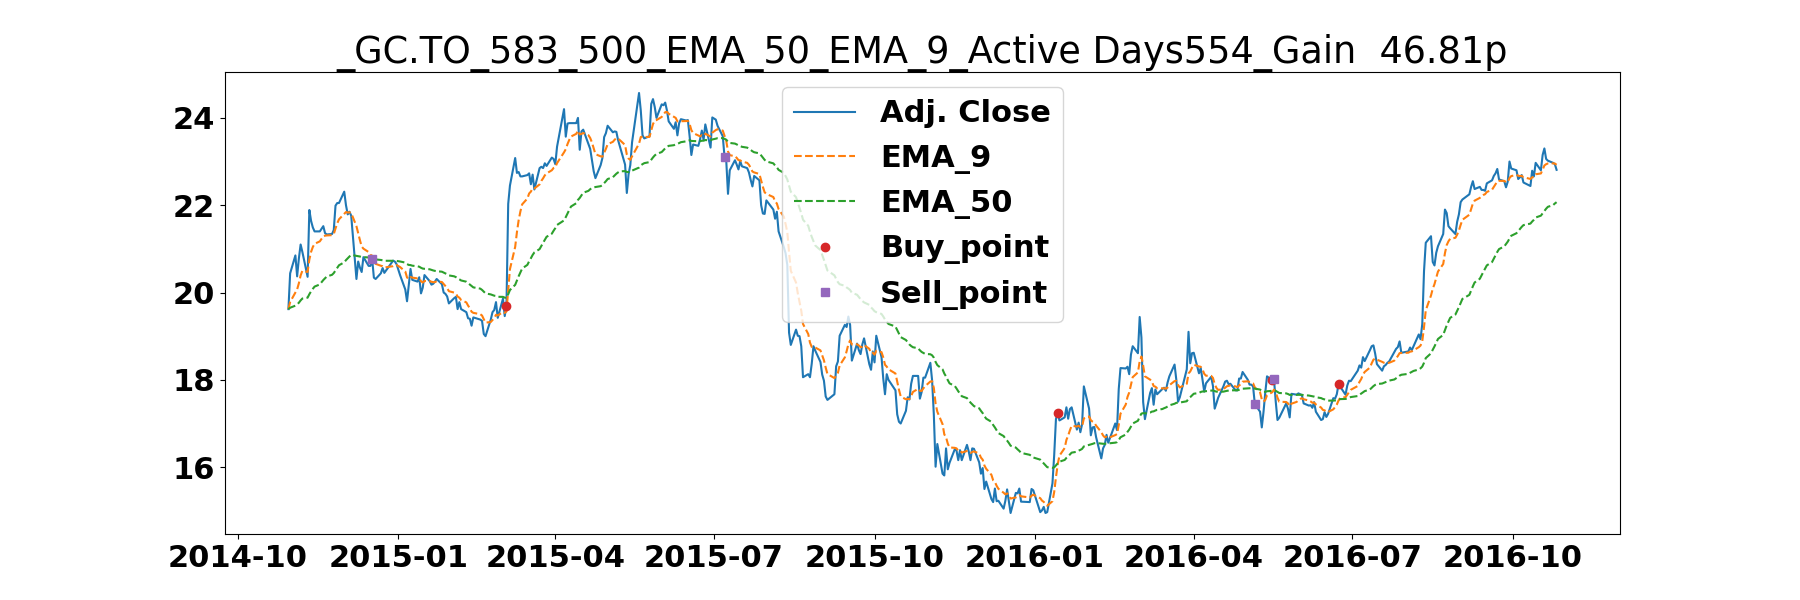 _GC.TO_583_500_EMA_50_EMA_9_Active Days554_Gain  46.81p
Adj. Close
EMA_9
EMA_50
Buy_point
Sell_point
24
22
20
18
16
2014-10 2015-01 2015-04 2015-07 2015-10 2016-01 2016-04 2016-07 2016-10